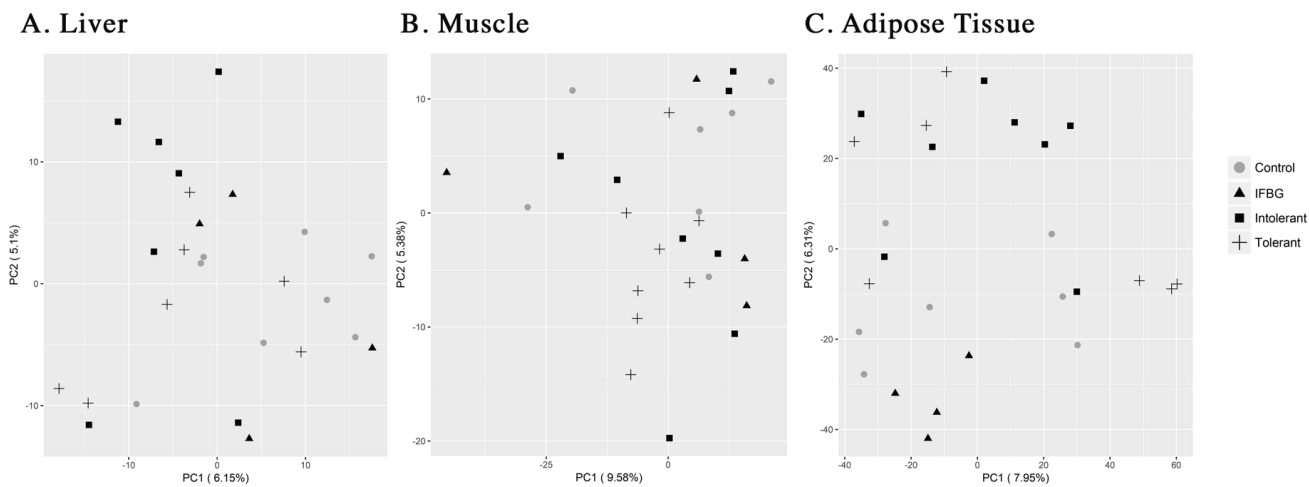 A. Liver
B. Muscle
C. Adipose Tissue
10
0
-10
PC2 ( 5.1%)
-10
0
10
PC1 ( 6.15%)
10
0
-10
-20
PC2 ( 5.38%)
-25
0
PC1 ( 9.58%)
40
20
0
-20
-40
PC2 ( 6.31%)
-40
-20
0
20
40
60
PC1 ( 7.95%)
Control
IFBG
Intolerant
Tolerant